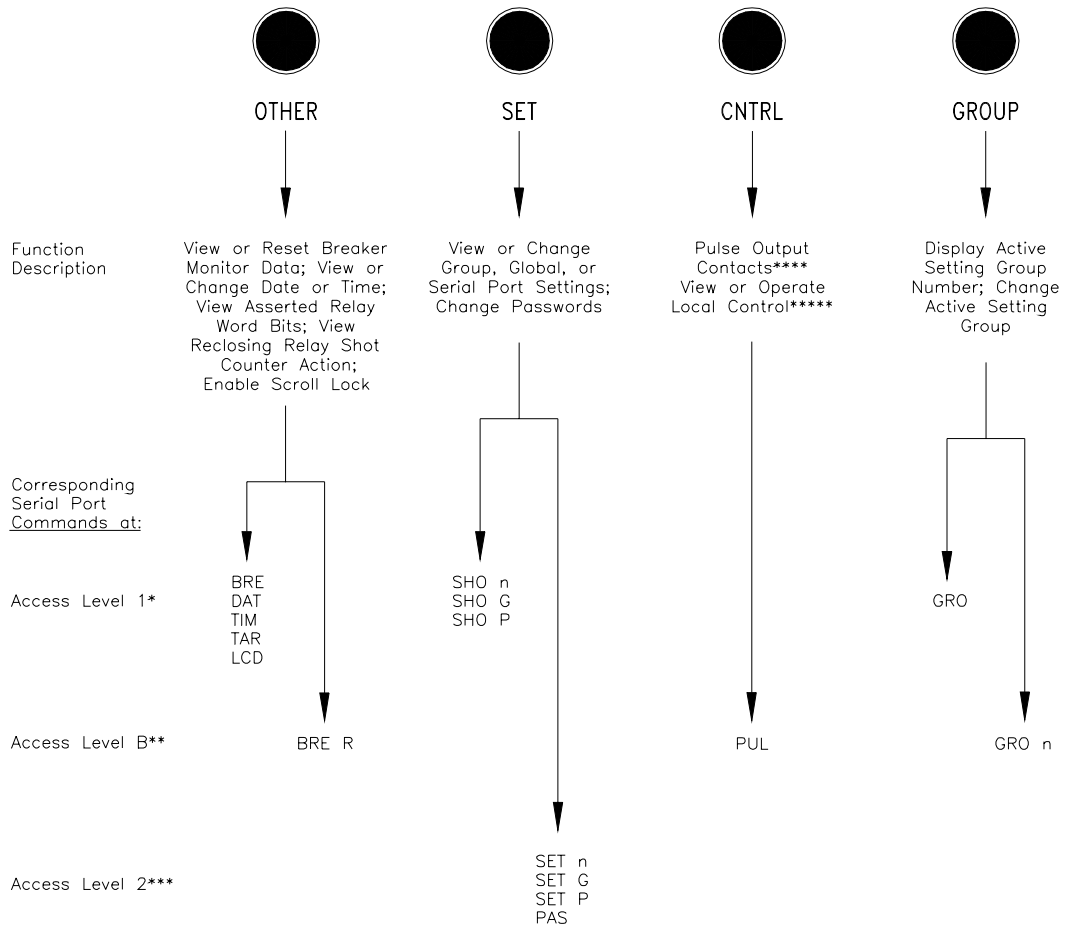 OTHER
SET
CNTRL
GROUP
Function
Description
View or Reset Breaker
Monitor Data; View or
Change Date or Time;
View Asserted Relay
Word Bits; View
Reclosing Relay Shot
Counter Action;
Enable Scroll Lock
View or Change
Group, Global, or
Serial Port Settings;
Change Passwords
Pulse Output
Contacts****
View or Operate
Local Control*****
Display Active
Setting Group
Number; Change
Active Setting
Group
Corresponding
Serial Port
Commands at:
Access Level 1*
BRE
DAT
TIM
TAR
LCD
SHO n
SHO G
SHO P
GRO
Access Level B**
BRE R
PUL
GRO n
Access Level 2***
SET n
SET G
SET P
PAS